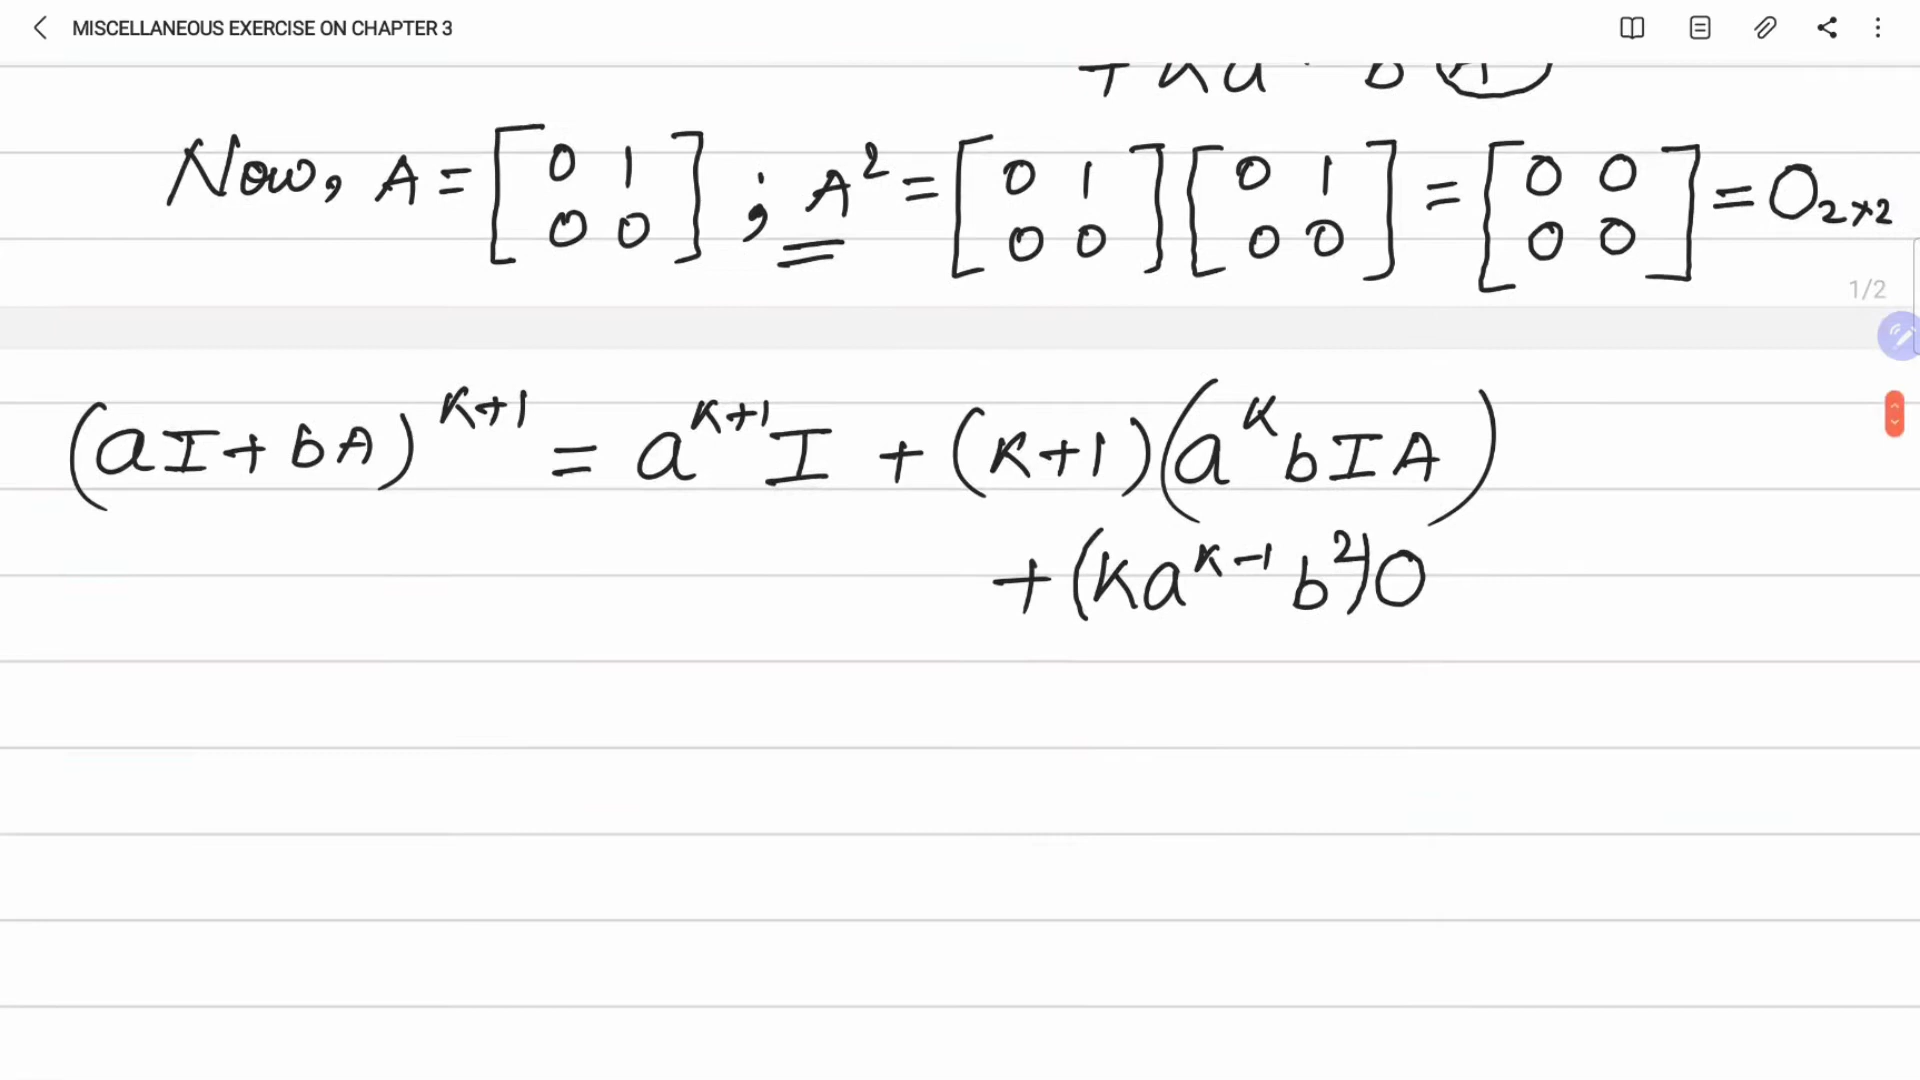 MISCELLANEOUS EXERCISE ON CHAPTER 3
Now, A = [0 1; 0 0] ; A² = [0 1; 0 0] [0 1; 0 0] = [0 0; 0 0] = O₂ₓ₂
1/2
(aI + bA)^(K+1) = a^(K+1) I + (K+1)(a^K bIA)
+ (Ka^(K-1) b²)O